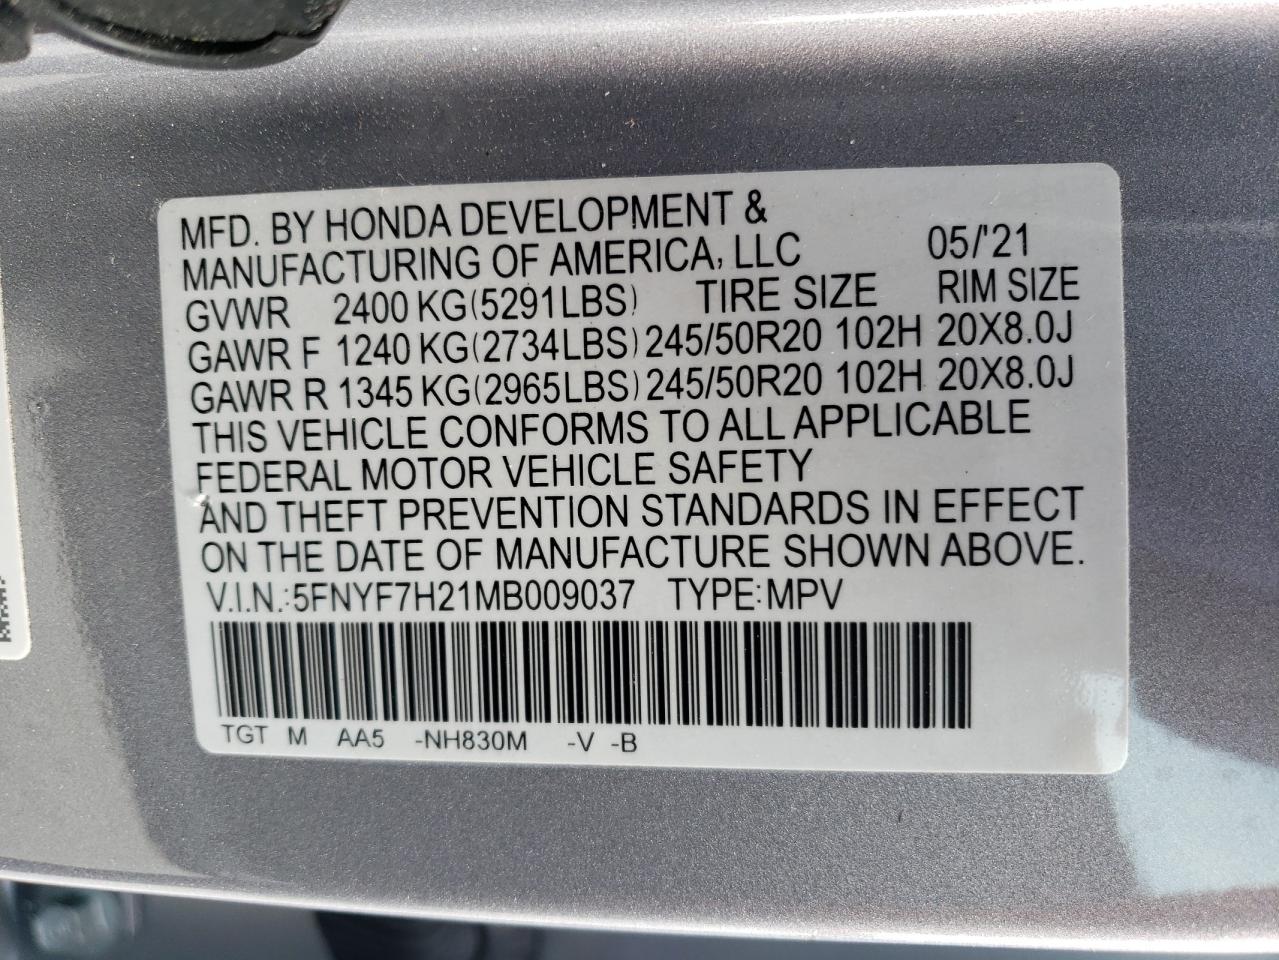 MFD. BY HONDA DEVELOPMENT &
MANUFACTURING OF AMERICA, LLC 05/'21
GVWR 2400 KG(5291LBS) TIRE SIZE RIM SIZE
GAWR F 1240 KG(2734LBS) 245/50R20 102H 20X8.0J
GAWR R 1345 KG(2965LBS) 245/50R20 102H 20X8.0J
THIS VEHICLE CONFORMS TO ALL APPLICABLE
FEDERAL MOTOR VEHICLE SAFETY
AND THEFT PREVENTION STANDARDS IN EFFECT
ON THE DATE OF MANUFACTURE SHOWN ABOVE.
V.I.N.:5FNYF7H21MB009037 TYPE:MPV
TGT M AA5 -NH830M -V -B